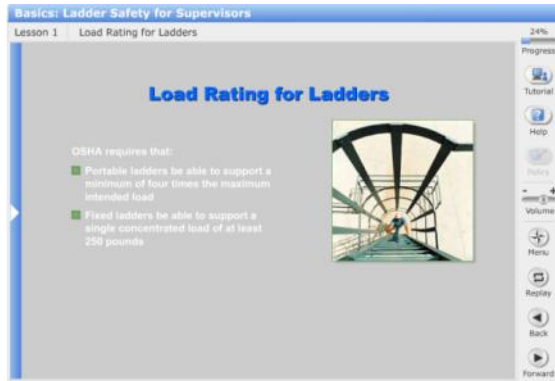 Basics: Ladder Safety for Supervisors
Lesson 1 Load Rating for Ladders
24%
Progress
Load Rating for Ladders
Tutorial
OSHA requires that:
Portable ladders be able to support a
minimum of four times the maximum
intended load
Fixed ladders be able to support a
single concentrated load of at least
250 pounds
Help
Policy
- +
Volume
Menu
Replay
Back
Forward